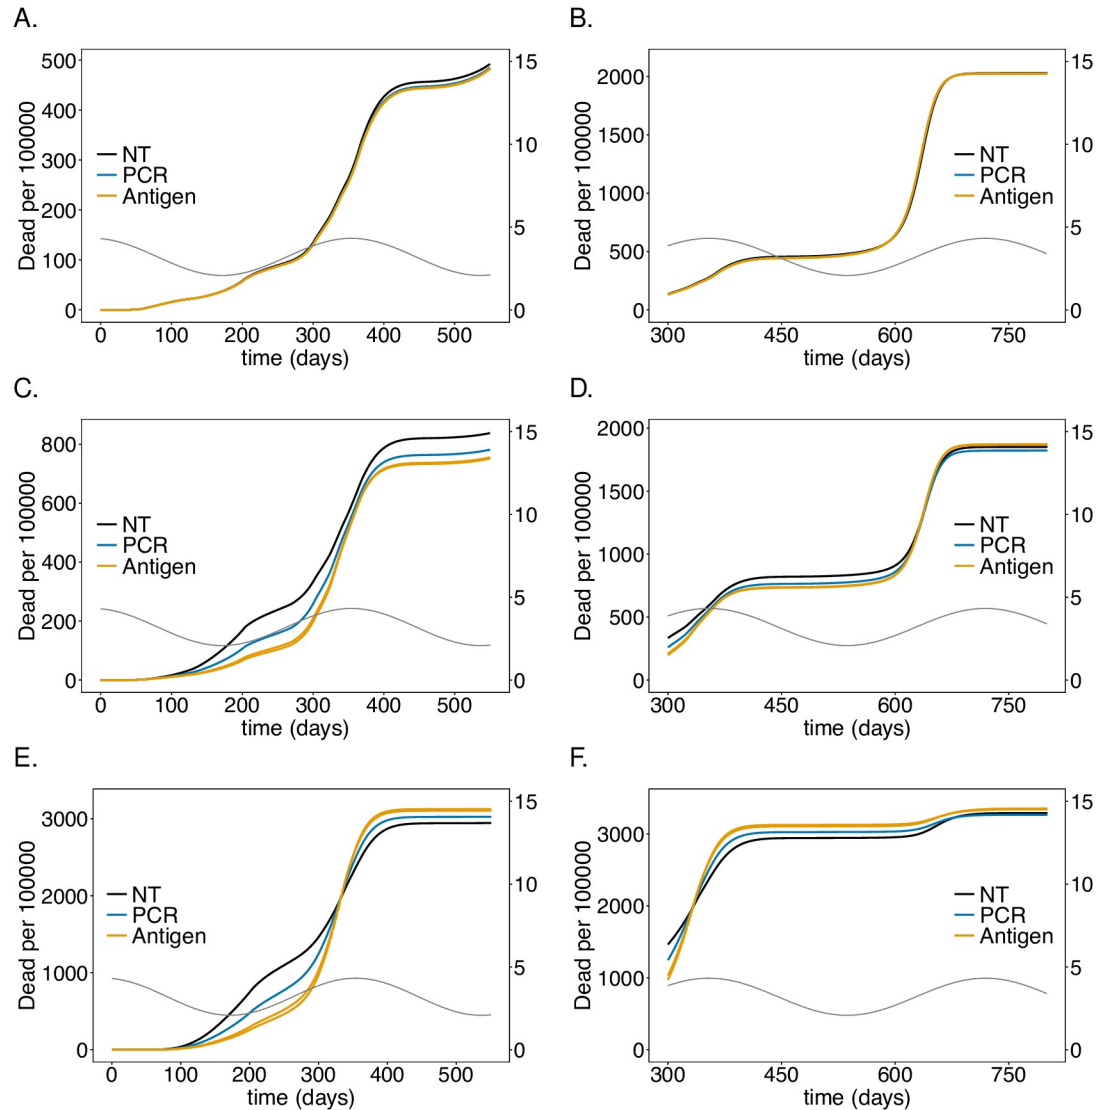 A.
500
400
300
200
100
0
Dead per 100000
NT
PCR
Antigen
15
10
5
0
0 100 200 300 400 500
time (days)
B.
2000
1500
1000
500
0
Dead per 100000
NT
PCR
Antigen
15
10
5
0
300 450 600 750
time (days)
C.
800
600
400
200
0
Dead per 100000
NT
PCR
Antigen
15
10
5
0
0 100 200 300 400 500
time (days)
D.
2000
1500
1000
500
0
Dead per 100000
NT
PCR
Antigen
15
10
5
0
300 450 600 750
time (days)
E.
3000
2000
1000
0
Dead per 100000
NT
PCR
Antigen
15
10
5
0
0 100 200 300 400 500
time (days)
F.
3000
2000
1000
0
Dead per 100000
NT
PCR
Antigen
15
10
5
0
300 450 600 750
time (days)